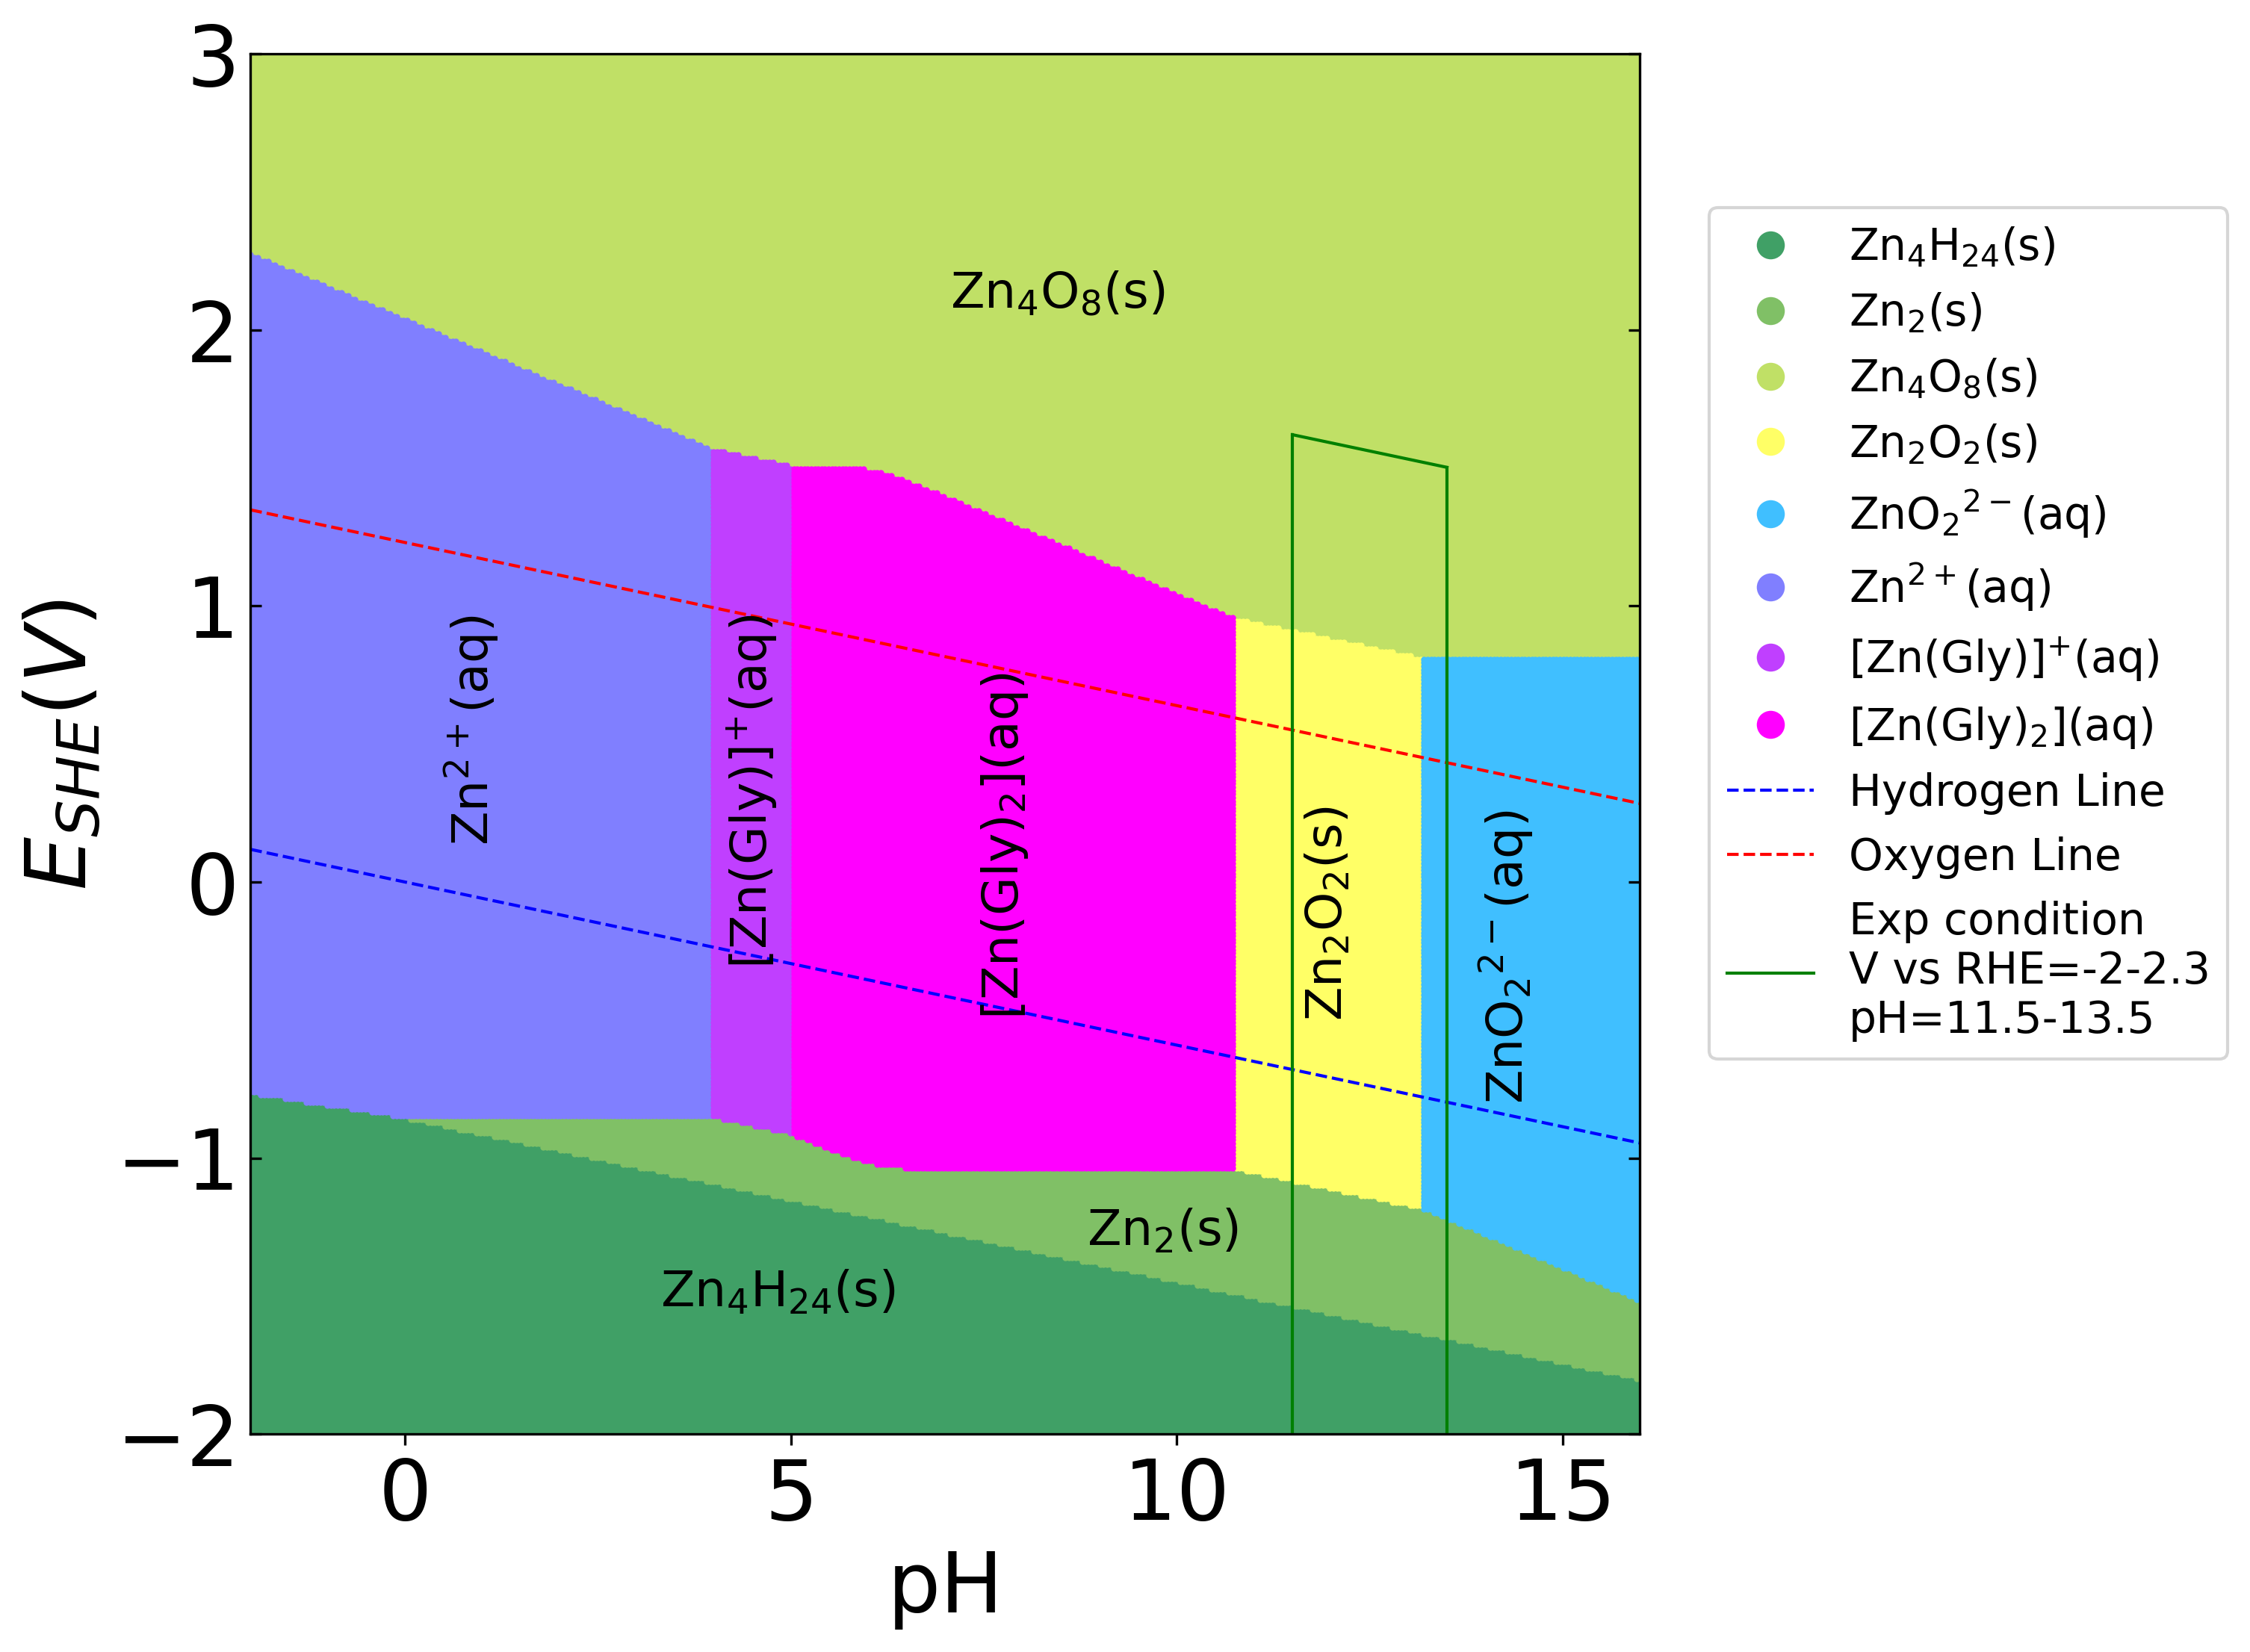 3
2
1
0
−1
−2
E_SHE(V)
0
5
10
15
pH
Zn₄O₈(s)
Zn²⁺(aq)
[Zn(Gly)]⁺(aq)
[Zn(Gly)₂](aq)
Zn₂O₂(s)
ZnO₂²⁻(aq)
Zn₂(s)
Zn₄H₂₄(s)
Zn₄H₂₄(s)
Zn₂(s)
Zn₄O₈(s)
Zn₂O₂(s)
ZnO₂²⁻(aq)
Zn²⁺(aq)
[Zn(Gly)]⁺(aq)
[Zn(Gly)₂](aq)
Hydrogen Line
Oxygen Line
Exp condition
V vs RHE=-2-2.3
pH=11.5-13.5